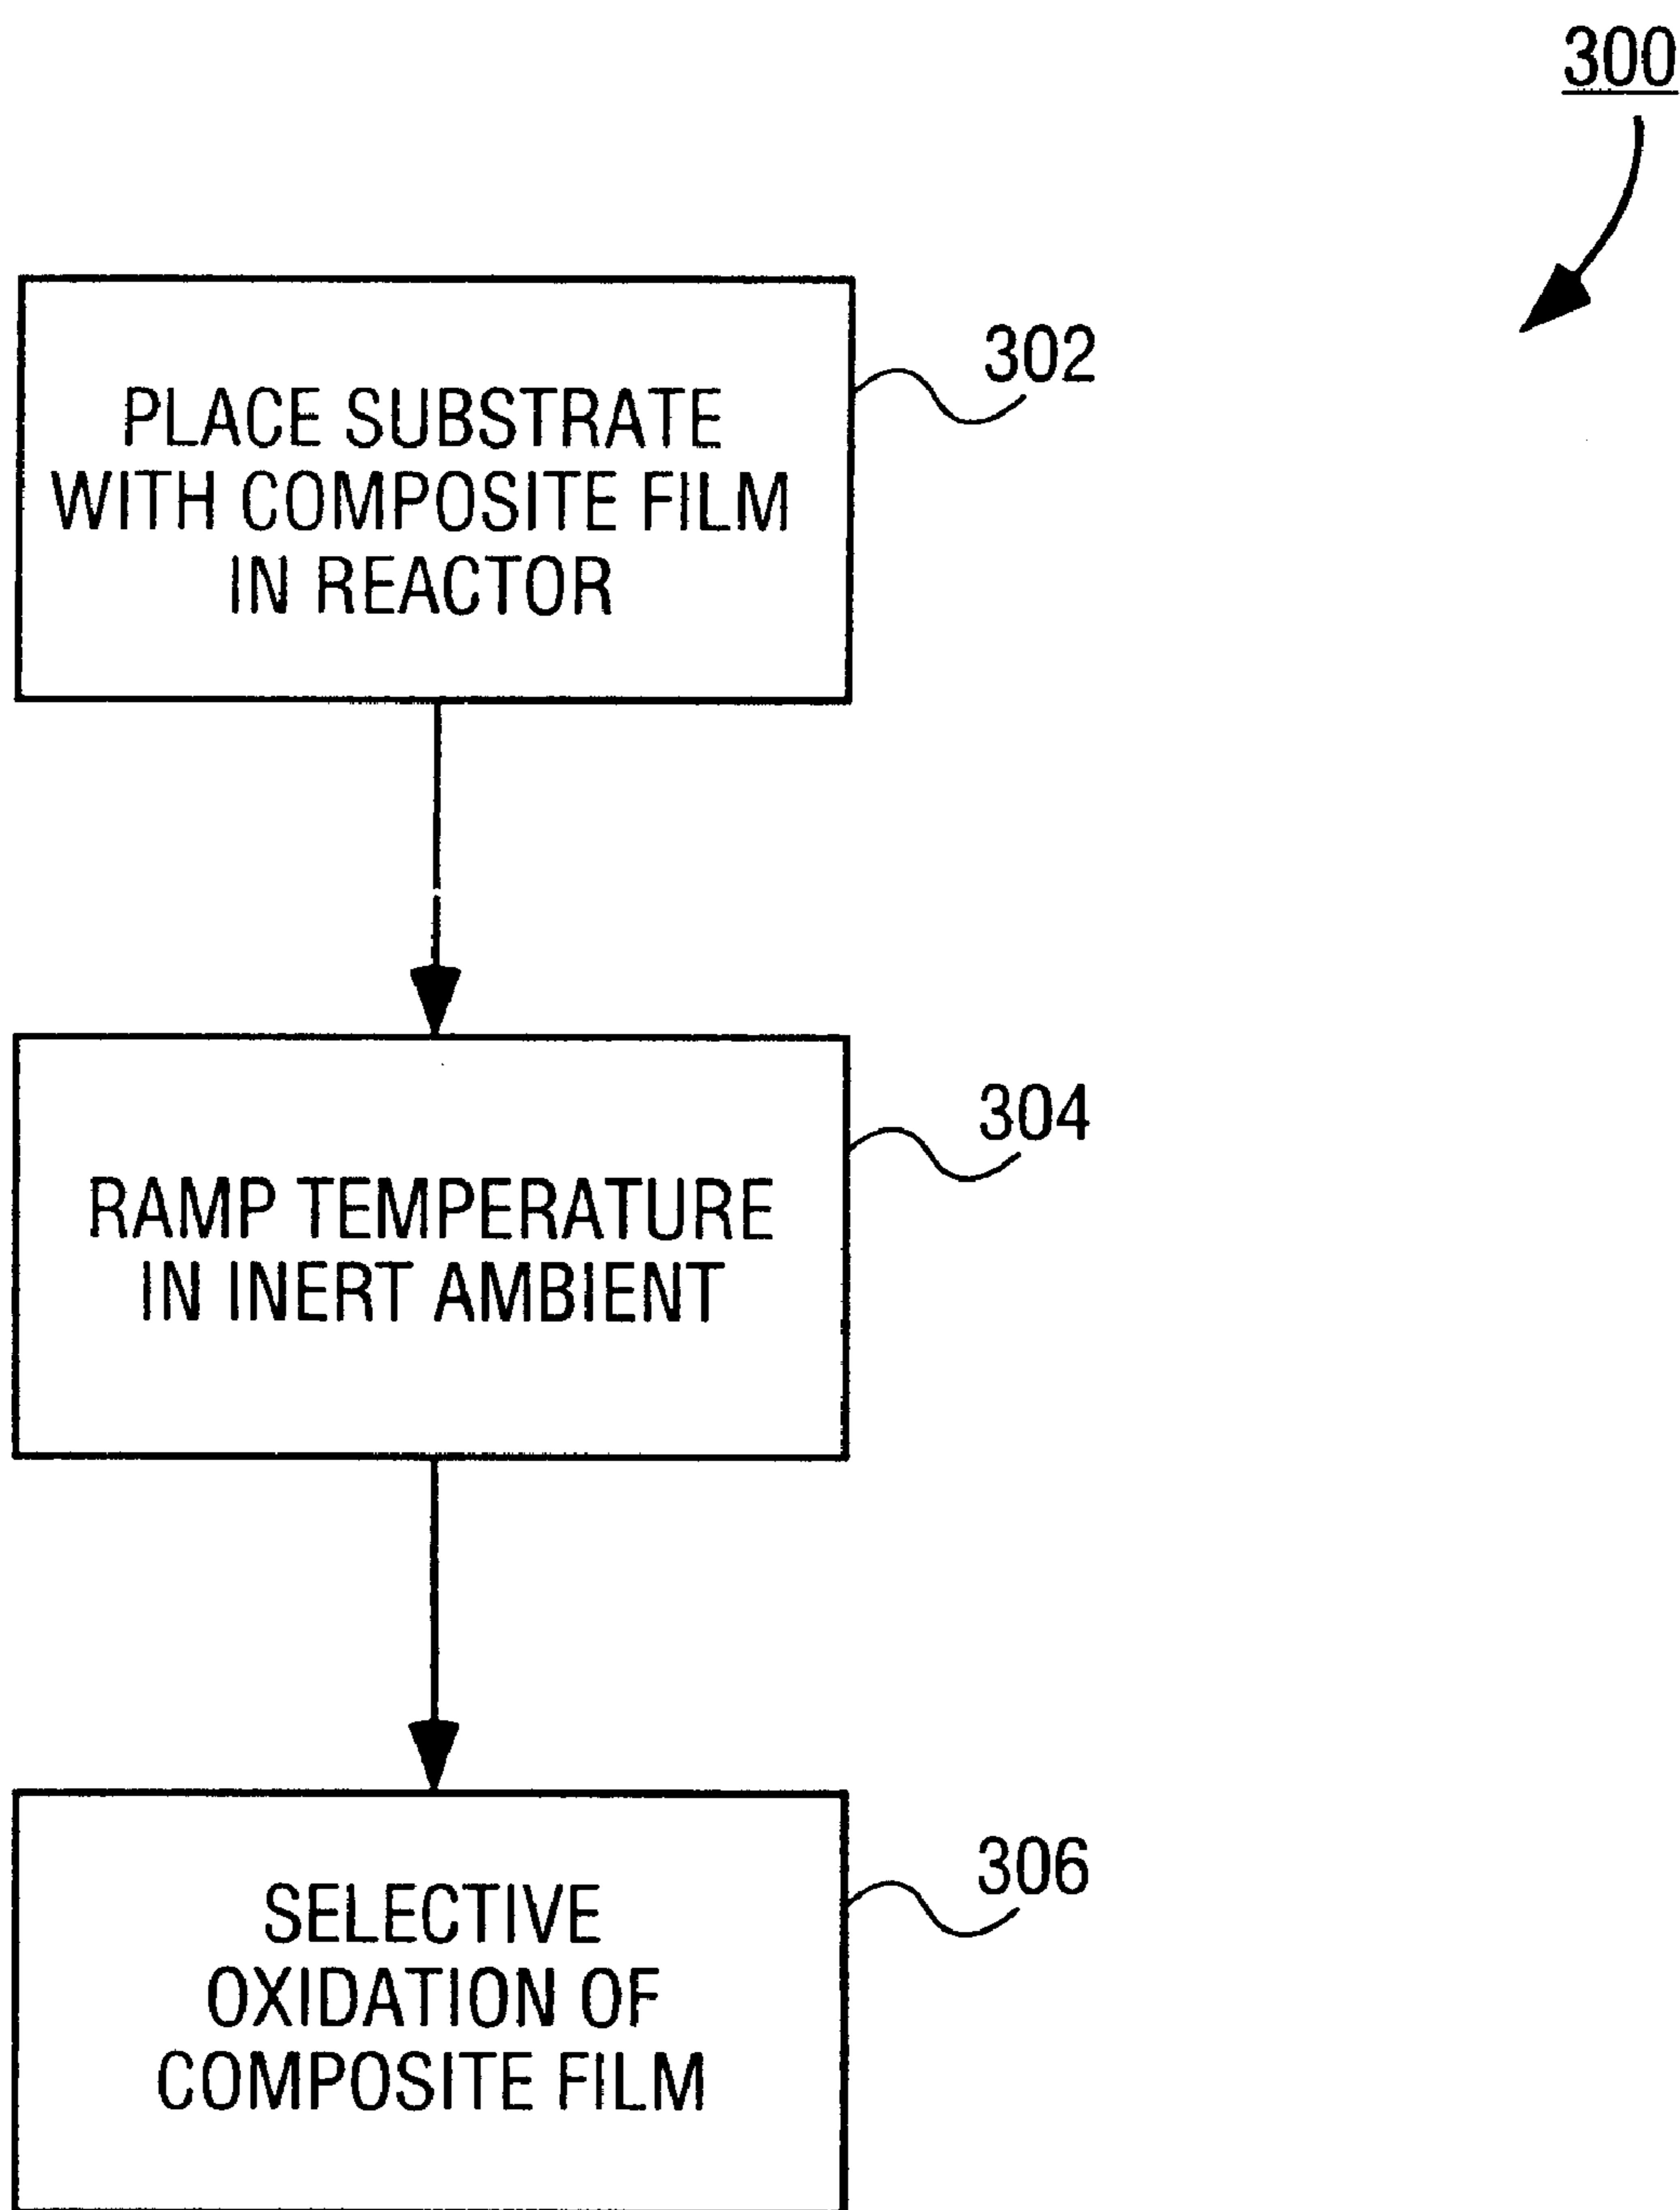 300
PLACE SUBSTRATE
WITH COMPOSITE FILM
IN REACTOR
302
RAMP TEMPERATURE
IN INERT AMBIENT
304
SELECTIVE
OXIDATION OF
COMPOSITE FILM
306